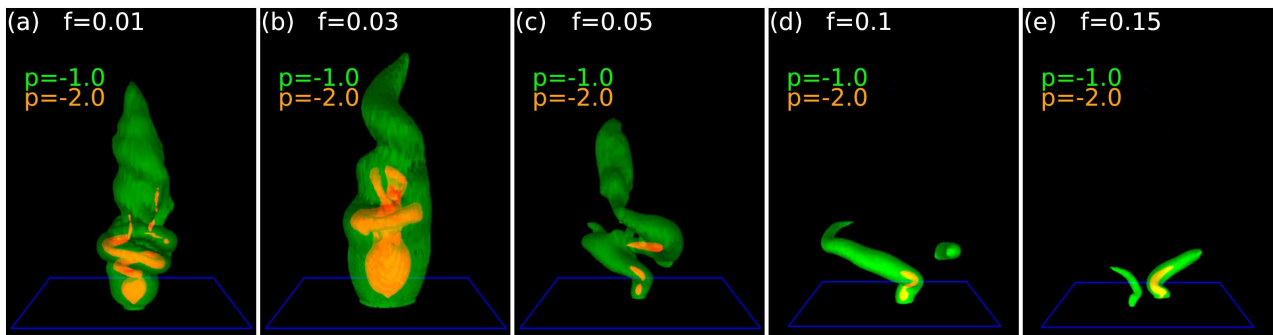 (a) f=0.01
p=-1.0
p=-2.0
(b) f=0.03
p=-1.0
p=-2.0
(c) f=0.05
p=-1.0
p=-2.0
(d) f=0.1
p=-1.0
p=-2.0
(e) f=0.15
p=-1.0
p=-2.0